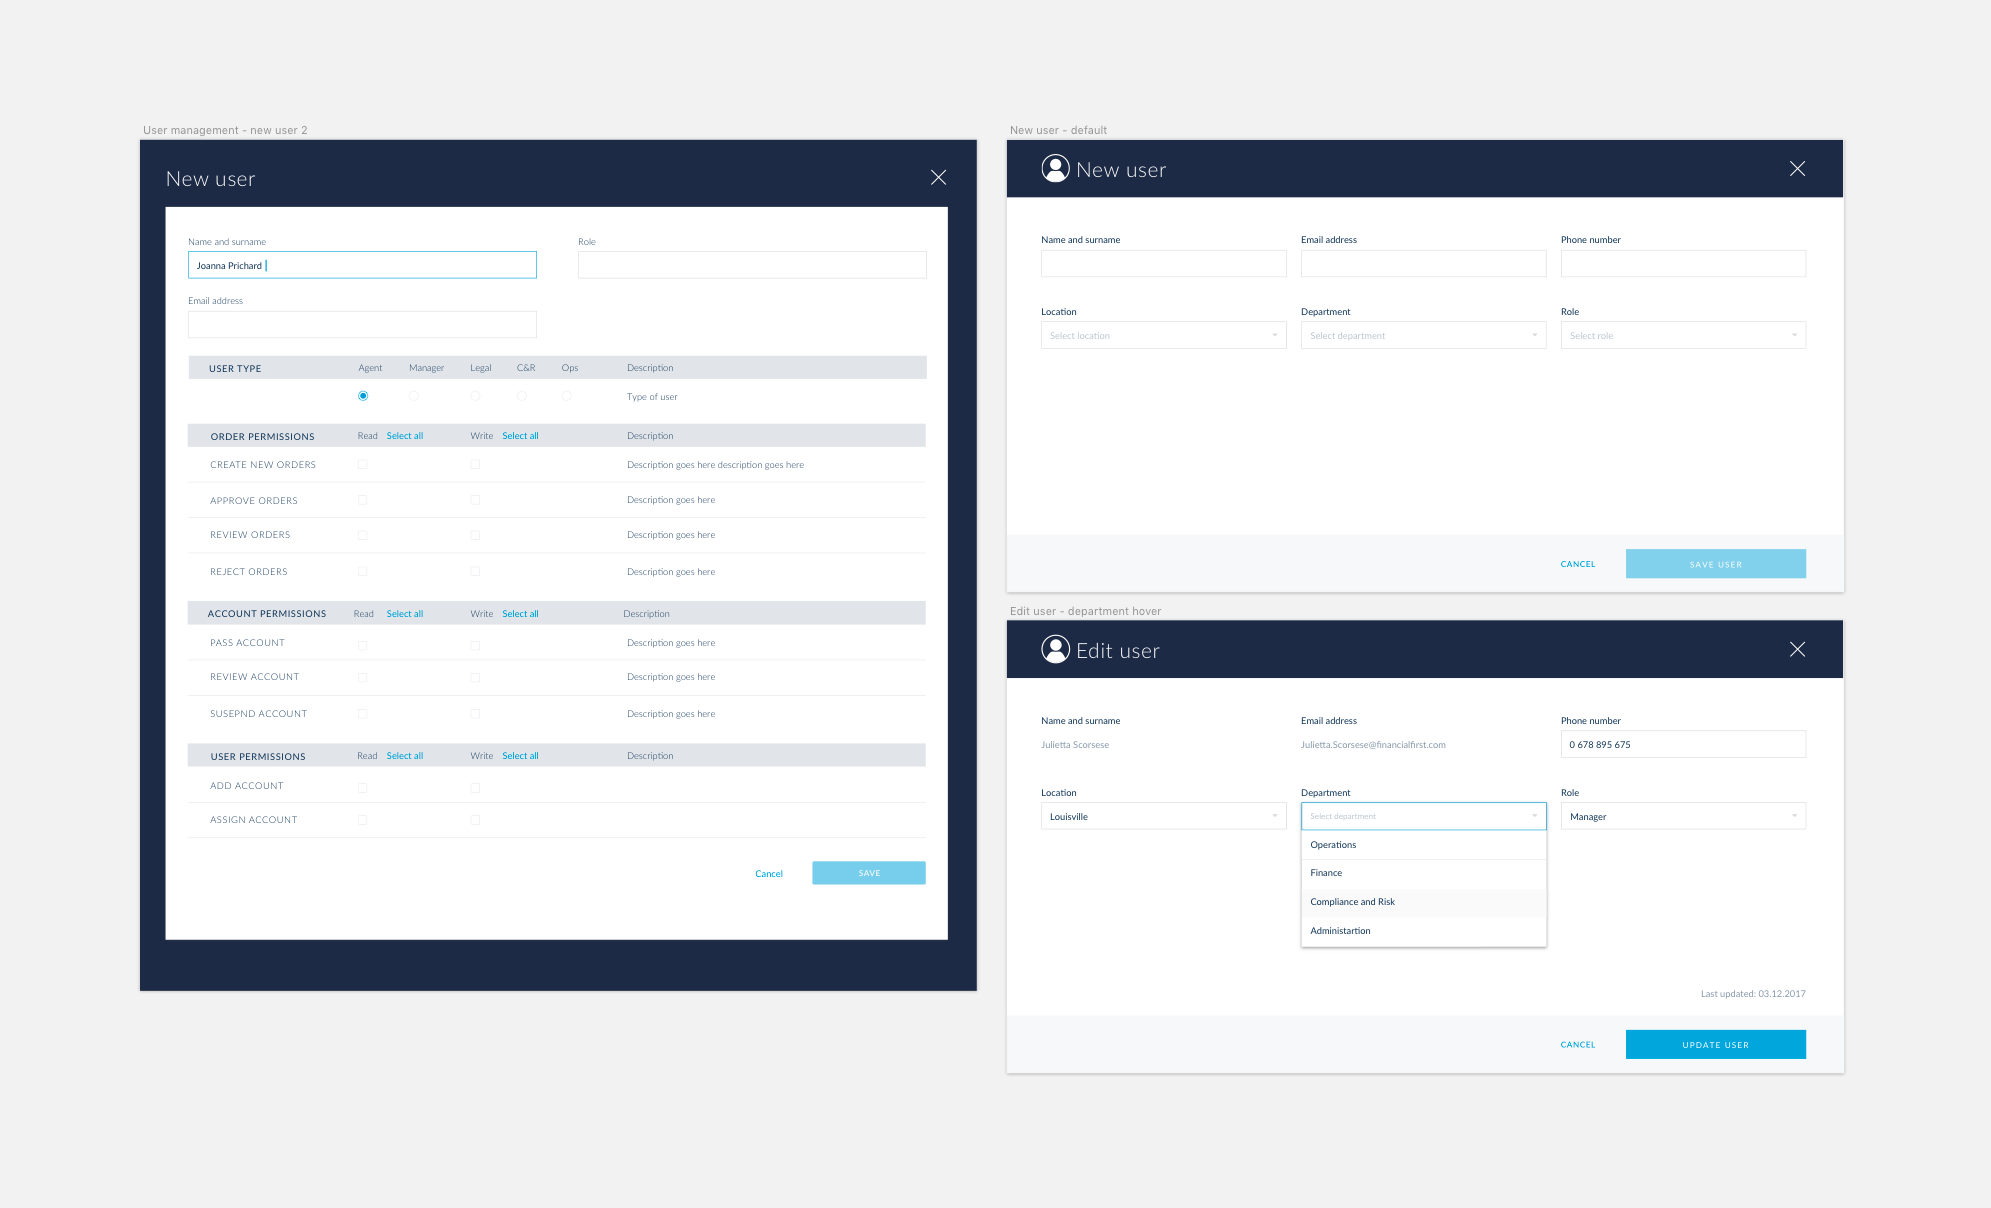 User management - new user 2
New user
Name and surname
Role
Joanna Prichard
Email address
USER TYPE Agent Manager Legal C&R Ops Description
Type of user
ORDER PERMISSIONS Read Select all Write Select all Description
CREATE NEW ORDERS Description goes here description goes here
APPROVE ORDERS Description goes here
REVIEW ORDERS Description goes here
REJECT ORDERS Description goes here
ACCOUNT PERMISSIONS Read Select all Write Select all Description
PASS ACCOUNT Description goes here
REVIEW ACCOUNT Description goes here
SUSEPND ACCOUNT Description goes here
USER PERMISSIONS Read Select all Write Select all Description
ADD ACCOUNT
ASSIGN ACCOUNT
Cancel SAVE
New user - default
New user
Name and surname Email address Phone number
Location Department Role
Select location Select department Select role
CANCEL SAVE USER
Edit user - department hover
Edit user
Name and surname Email address Phone number
Julietta Scorsese Julietta.Scorsese@financialfirst.com 0 678 895 675
Location Department Role
Louisville Select department Manager
Operations
Finance
Compliance and Risk
Administartion
Last updated: 03.12.2017
CANCEL UPDATE USER